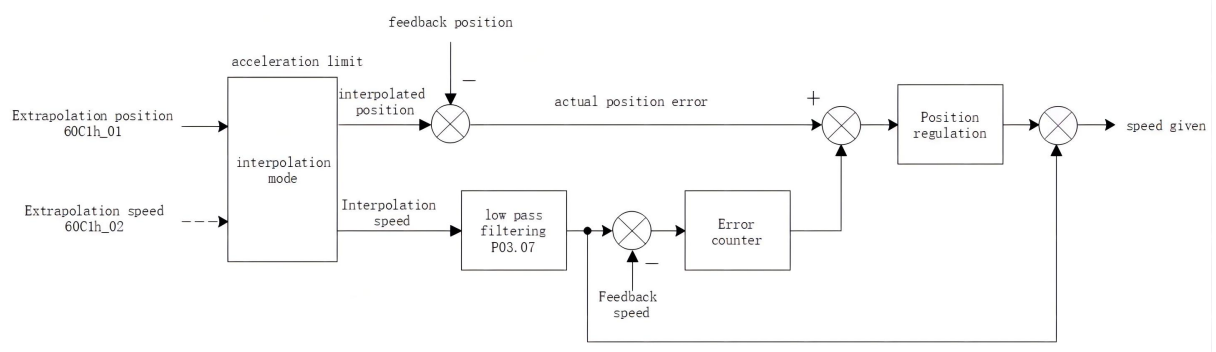 feedback position
acceleration limit
—
interpolated
position
actual position error
+
Extrapolation position
60C1h_01
Position
regulation
speed given
interpolation
mode
Extrapolation speed
60C1h_02
Interpolation
speed
low pass
filtering
P03.07
Error
counter
—
Feedback
speed